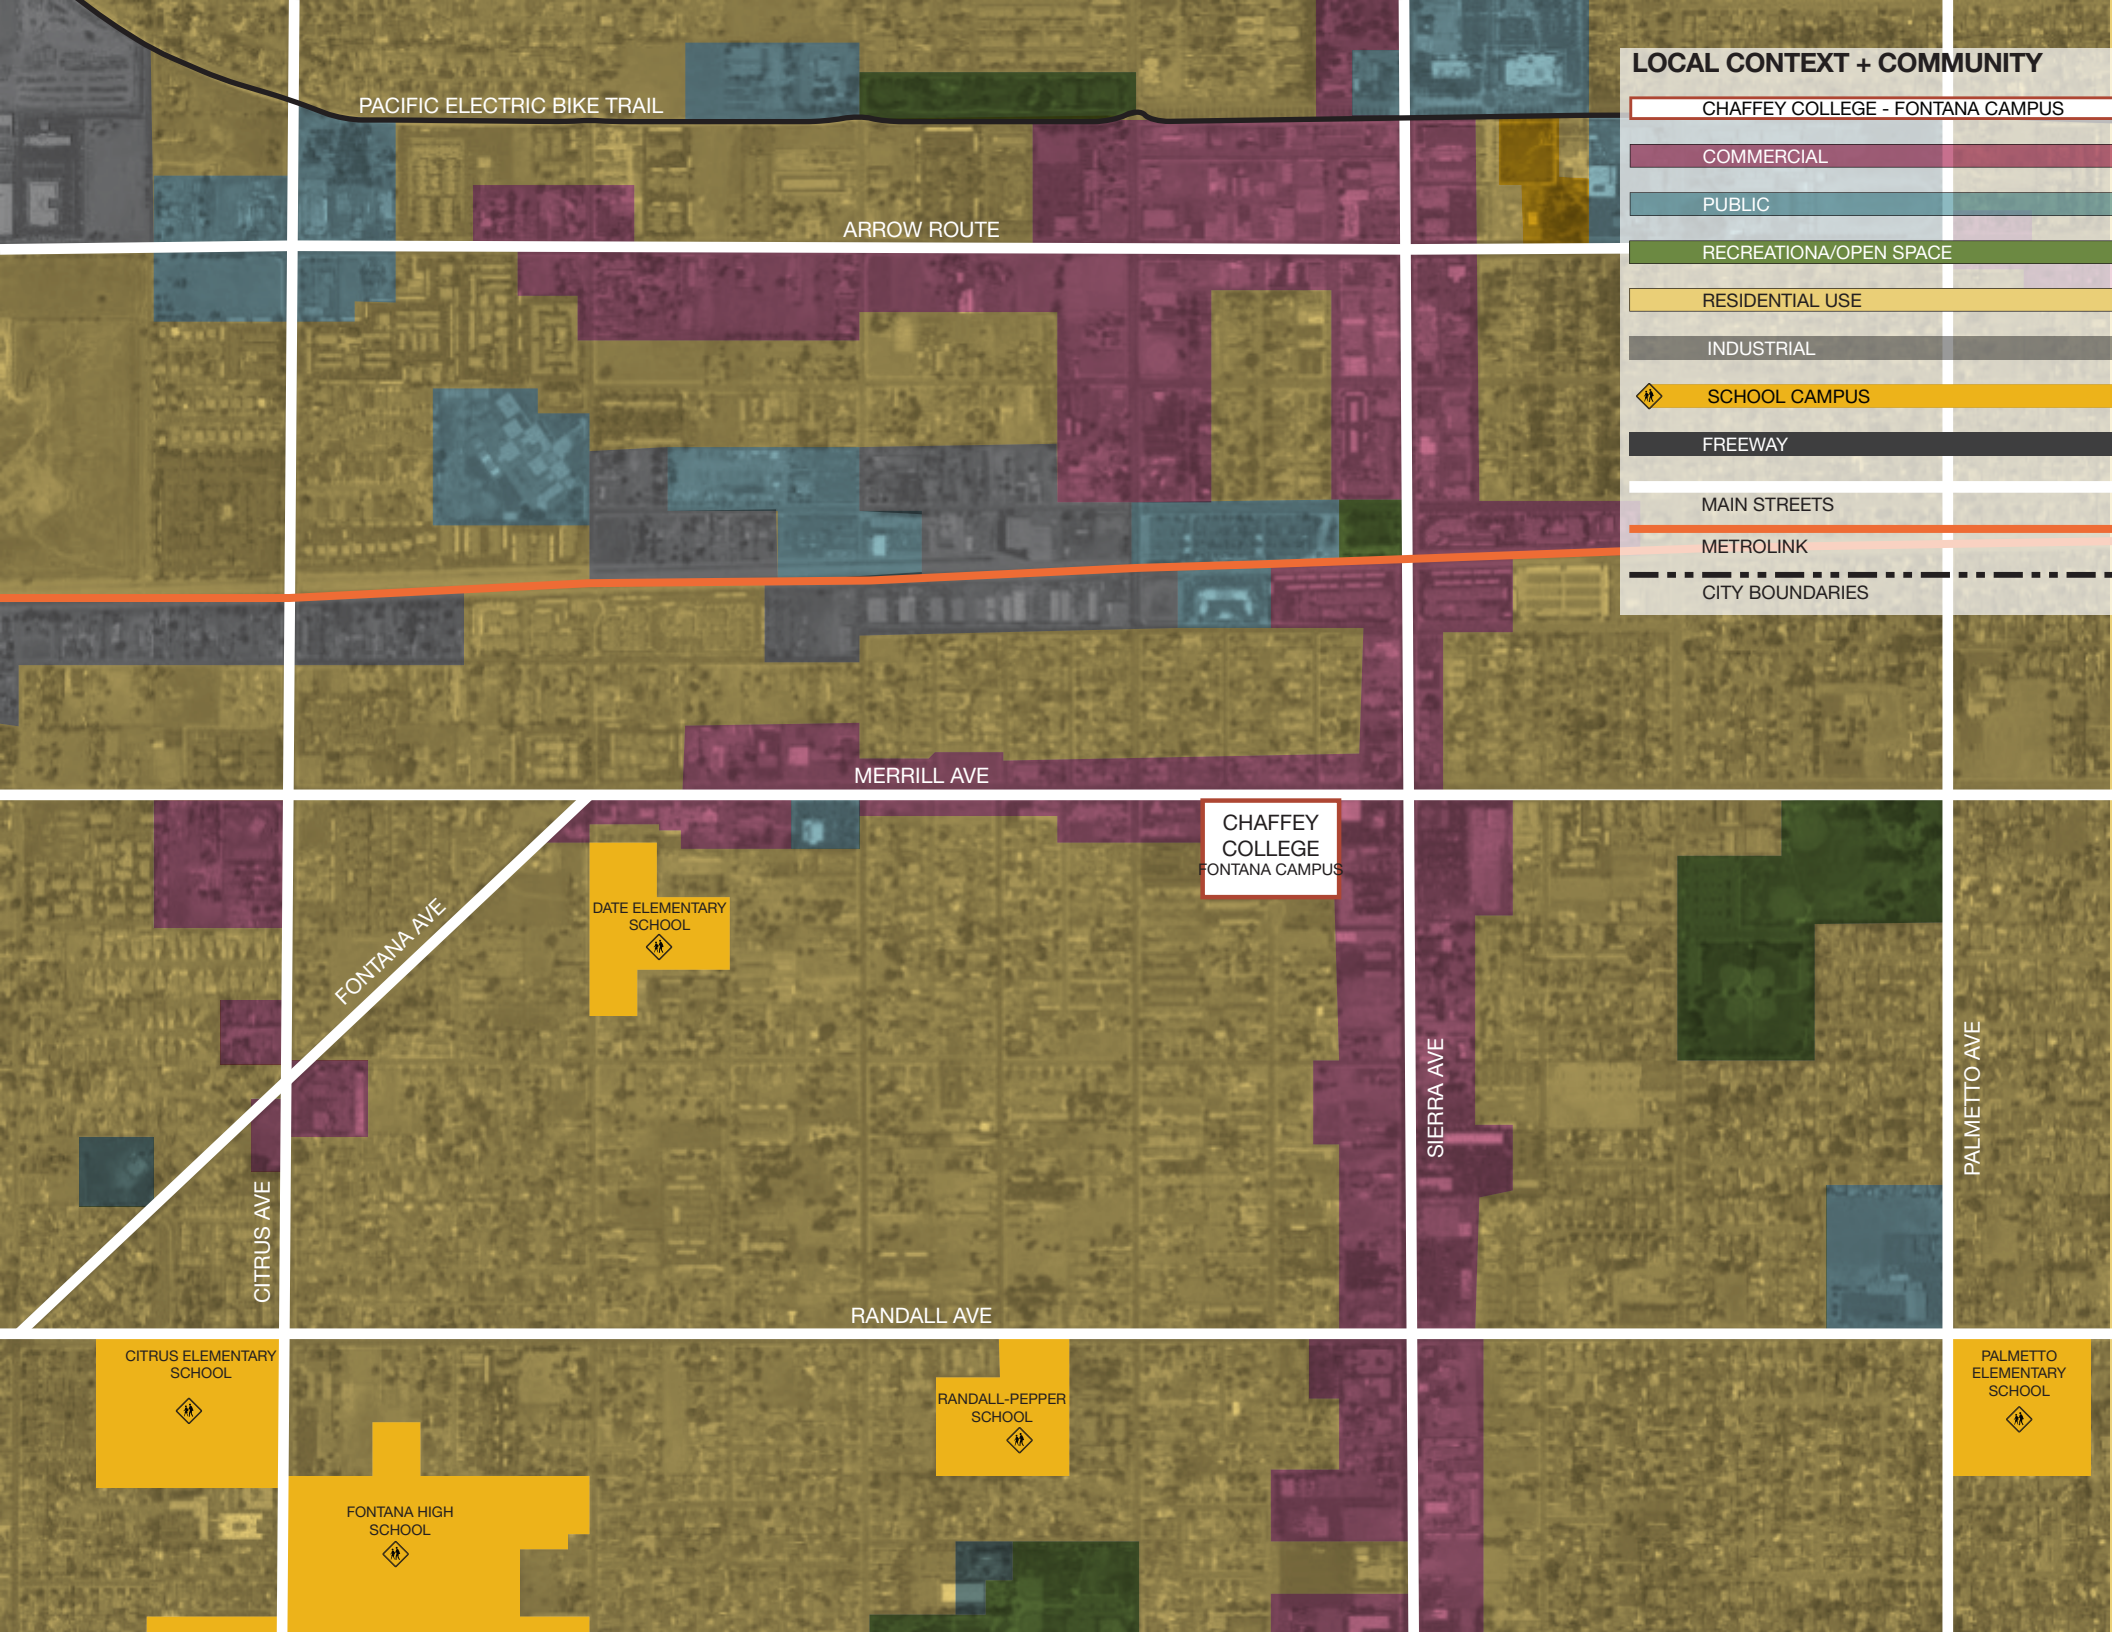 LOCAL CONTEXT + COMMUNITY
CHAFFEY COLLEGE - FONTANA CAMPUS
COMMERCIAL
PUBLIC
RECREATIONA/OPEN SPACE
RESIDENTIAL USE
INDUSTRIAL
SCHOOL CAMPUS
FREEWAY
MAIN STREETS
METROLINK
CITY BOUNDARIES
PACIFIC ELECTRIC BIKE TRAIL
ARROW ROUTE
MERRILL AVE
CHAFFEY
COLLEGE
FONTANA CAMPUS
DATE ELEMENTARY
SCHOOL
FONTANA AVE
CITRUS AVE
SIERRA AVE
PALMETTO AVE
RANDALL AVE
CITRUS ELEMENTARY
SCHOOL
RANDALL-PEPPER
SCHOOL
PALMETTO
ELEMENTARY
SCHOOL
FONTANA HIGH
SCHOOL